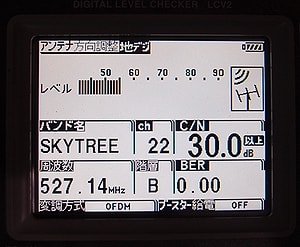 DIGITAL LEVEL CHECKER LCV2
アンテナ方向調整 地デジ
レベル 50 60 70 80 90
バンド名 ch C/N
SKYTREE 22 30.0 以上 dB
周波数 階層 BER
527.14MHz B 0.00
変調方式 OFDM ブースター給電 OFF